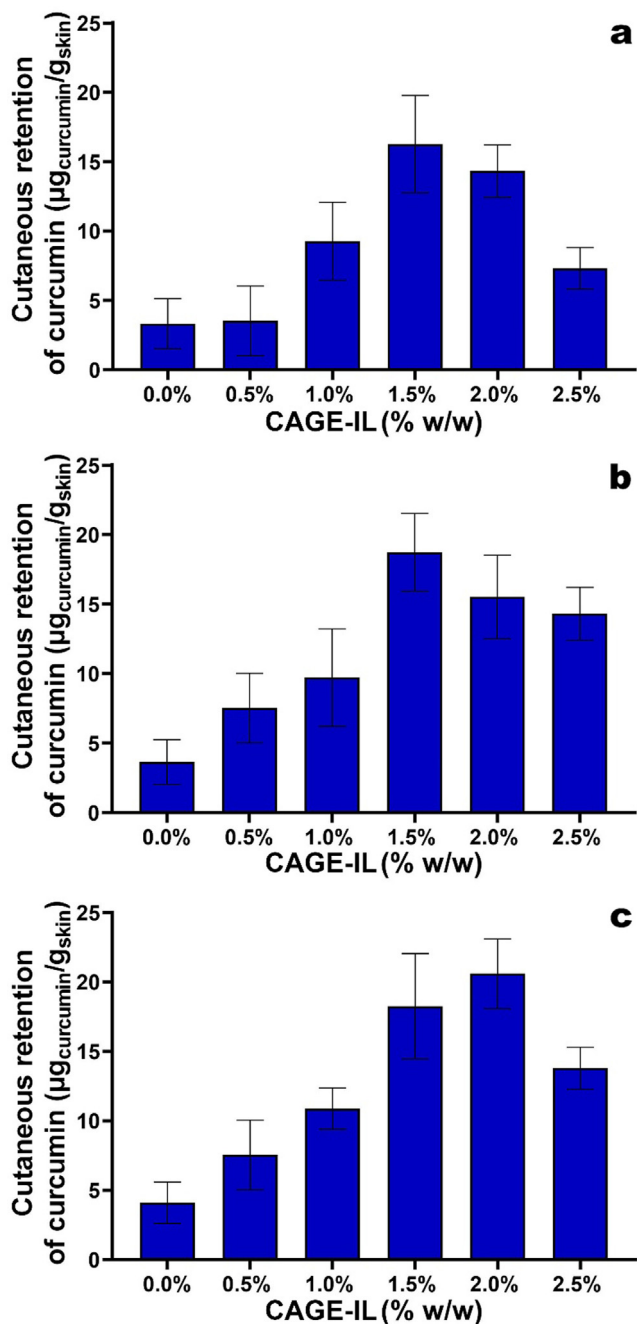 a
Cutaneous retention
of curcumin (µgcurcumin/gskin)
25
20
15
10
5
0
0.0% 0.5% 1.0% 1.5% 2.0% 2.5%
CAGE-IL (% w/w)
b
Cutaneous retention
of curcumin (µgcurcumin/gskin)
25
20
15
10
5
0
0.0% 0.5% 1.0% 1.5% 2.0% 2.5%
CAGE-IL (% w/w)
c
Cutaneous retention
of curcumin (µgcurcumin/gskin)
25
20
15
10
5
0
0.0% 0.5% 1.0% 1.5% 2.0% 2.5%
CAGE-IL (% w/w)